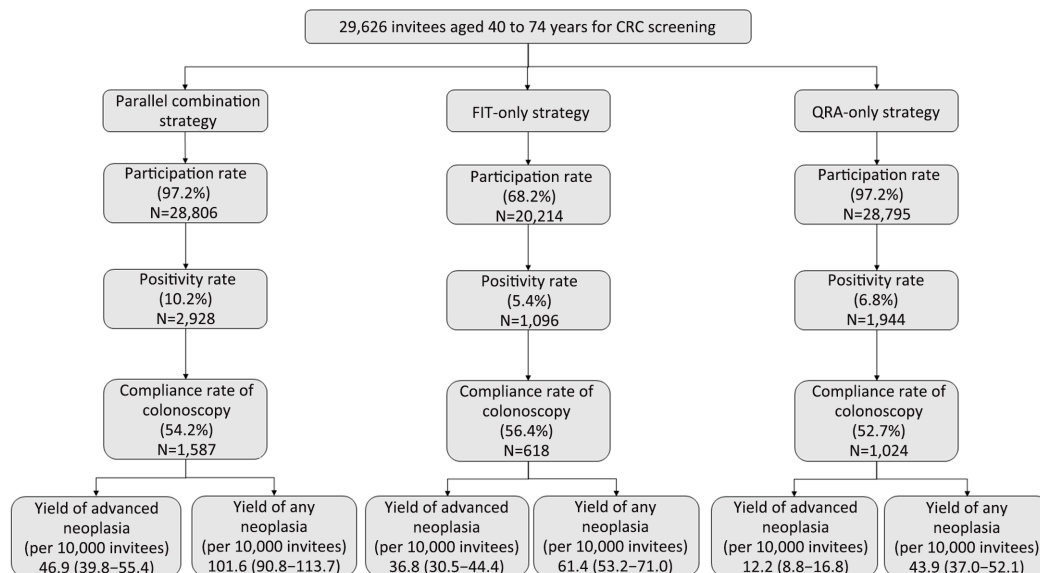 29,626 invitees aged 40 to 74 years for CRC screening
Parallel combination
strategy
FIT-only strategy
QRA-only strategy
Participation rate
(97.2%)
N=28,806
Participation rate
(68.2%)
N=20,214
Participation rate
(97.2%)
N=28,795
Positivity rate
(10.2%)
N=2,928
Positivity rate
(5.4%)
N=1,096
Positivity rate
(6.8%)
N=1,944
Compliance rate of
colonoscopy
(54.2%)
N=1,587
Compliance rate of
colonoscopy
(56.4%)
N=618
Compliance rate of
colonoscopy
(52.7%)
N=1,024
Yield of advanced
neoplasia
(per 10,000 invitees)
46.9 (39.8–55.4)
Yield of any
neoplasia
(per 10,000 invitees)
101.6 (90.8–113.7)
Yield of advanced
neoplasia
(per 10,000 invitees)
36.8 (30.5–44.4)
Yield of any
neoplasia
(per 10,000 invitees)
61.4 (53.2–71.0)
Yield of advanced
neoplasia
(per 10,000 invitees)
12.2 (8.8–16.8)
Yield of any
neoplasia
(per 10,000 invitees)
43.9 (37.0–52.1)